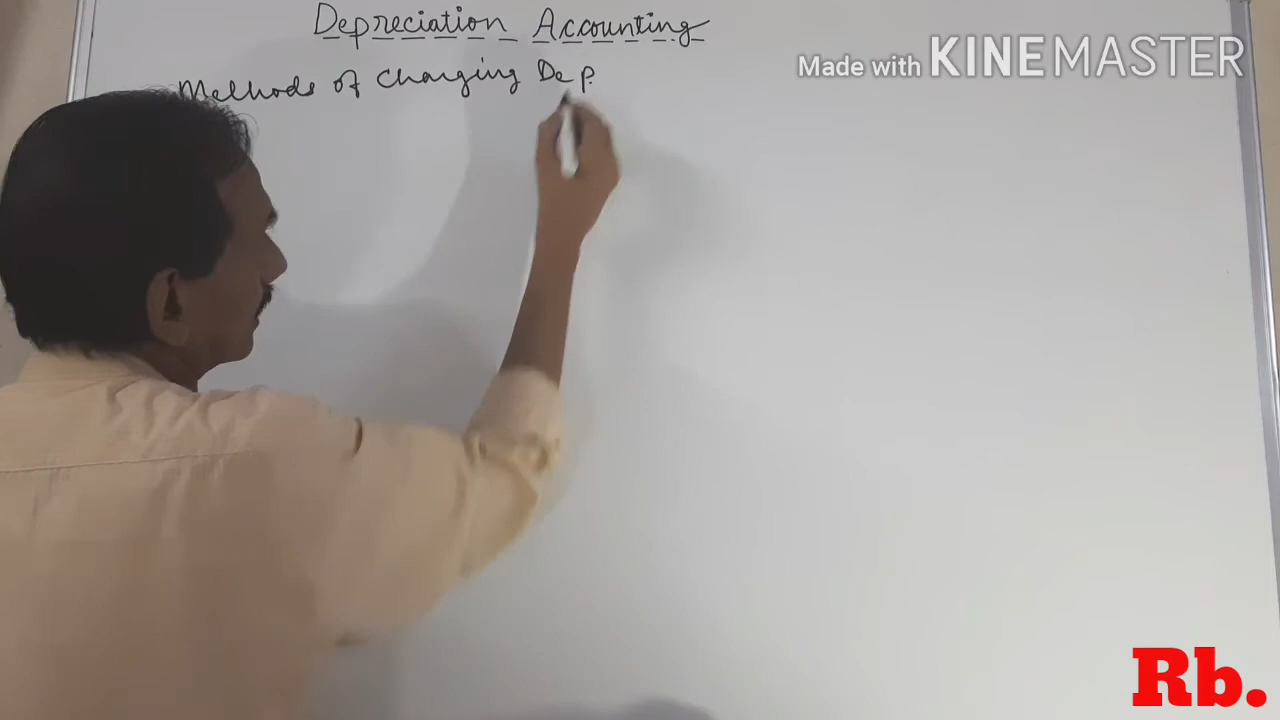 Depreciation Accounting
Made with KINEMASTER
Methods of Charging Dep.
Rb.